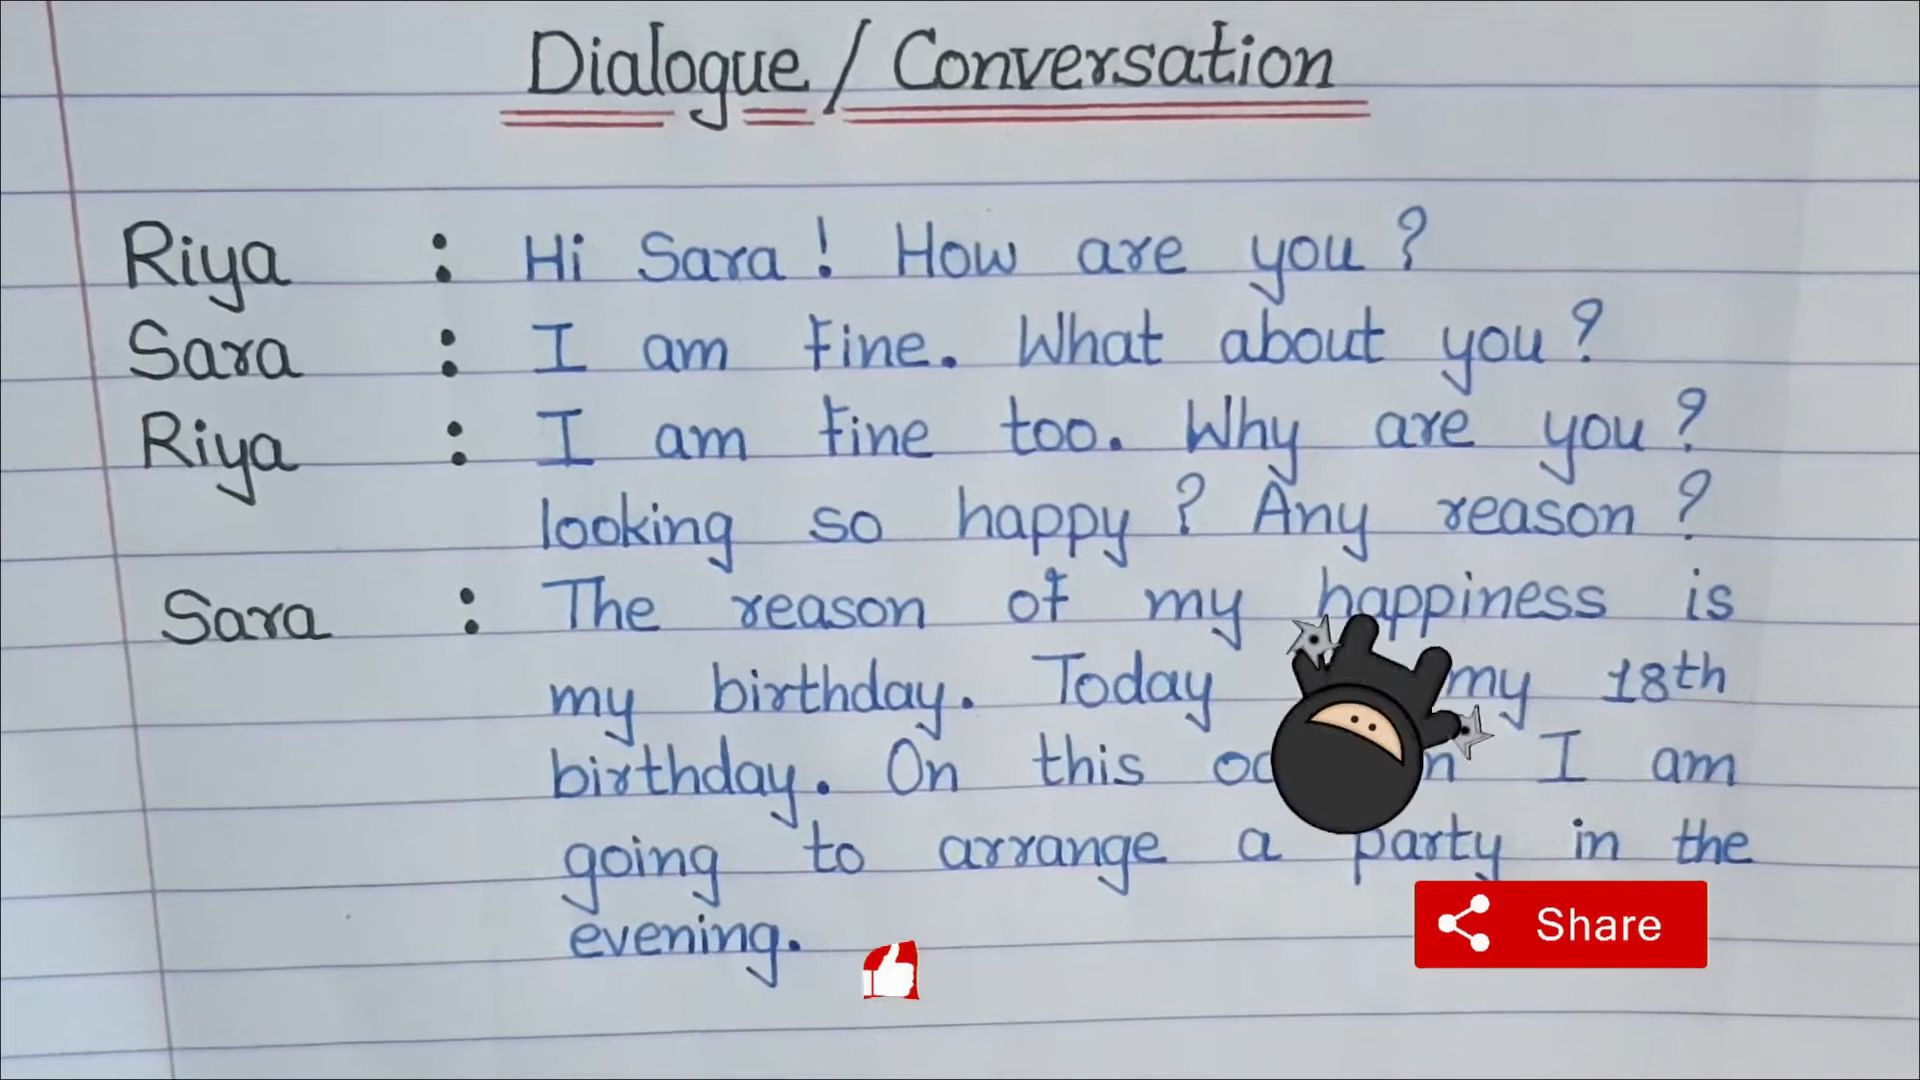 Dialogue / Conversation
Riya : Hi Sara! How are you?
Sara : I am fine. What about you?
Riya : I am fine too. Why are you?
looking so happy? Any reason?
Sara : The reason of my happiness is
my birthday. Today my 18th
birthday. On this I am
going to arrange a party in the
evening.
Share